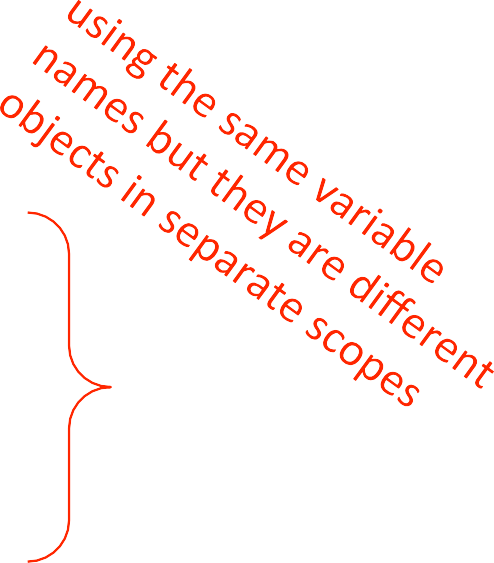 using the same variable
names but they are different
objects in separate scopes